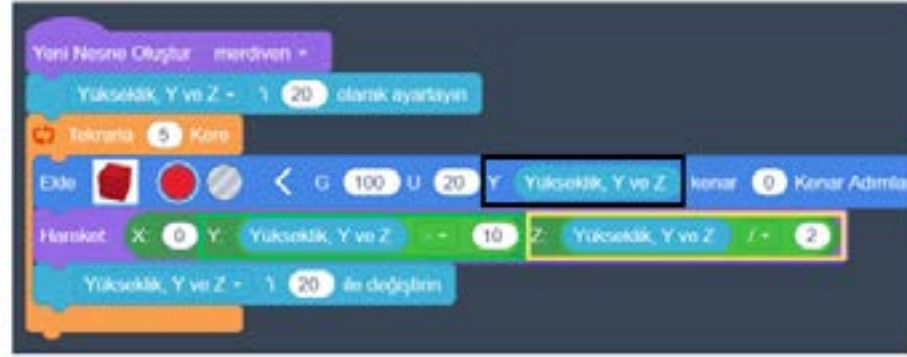 Yeni Nesne Oluştur merdiven
Yükseklik, Y ve Z 20 olarak ayarlayın
Tekrarla 5 Kere
Elde G 100 U 20 Y Yükseklik, Y ve Z kenar 0 Kenar Adımla
Hareket X: 0 Y: Yükseklik, Y ve Z - 10 Z: Yükseklik, Y ve Z / 2
Yükseklik, Y ve Z 20 ile değiştirin